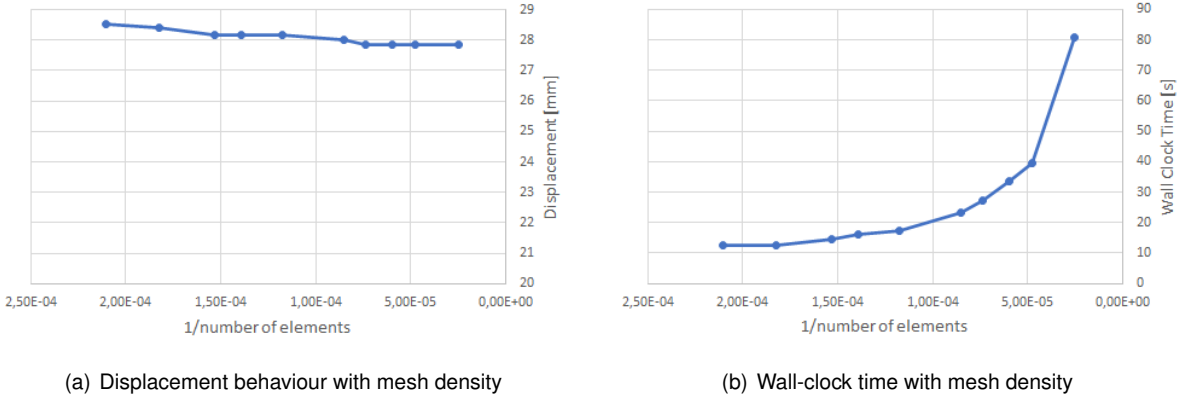 29
28
27
26
25
24
23
22
21
20
Displacement [mm]
2,50E-04 2,00E-04 1,50E-04 1,00E-04 5,00E-05 0,00E+00
1/number of elements
(a) Displacement behaviour with mesh density
90
80
70
60
50
40
30
20
10
0
Wall Clock Time [s]
2,50E-04 2,00E-04 1,50E-04 1,00E-04 5,00E-05 0,00E+00
1/number of elements
(b) Wall-clock time with mesh density